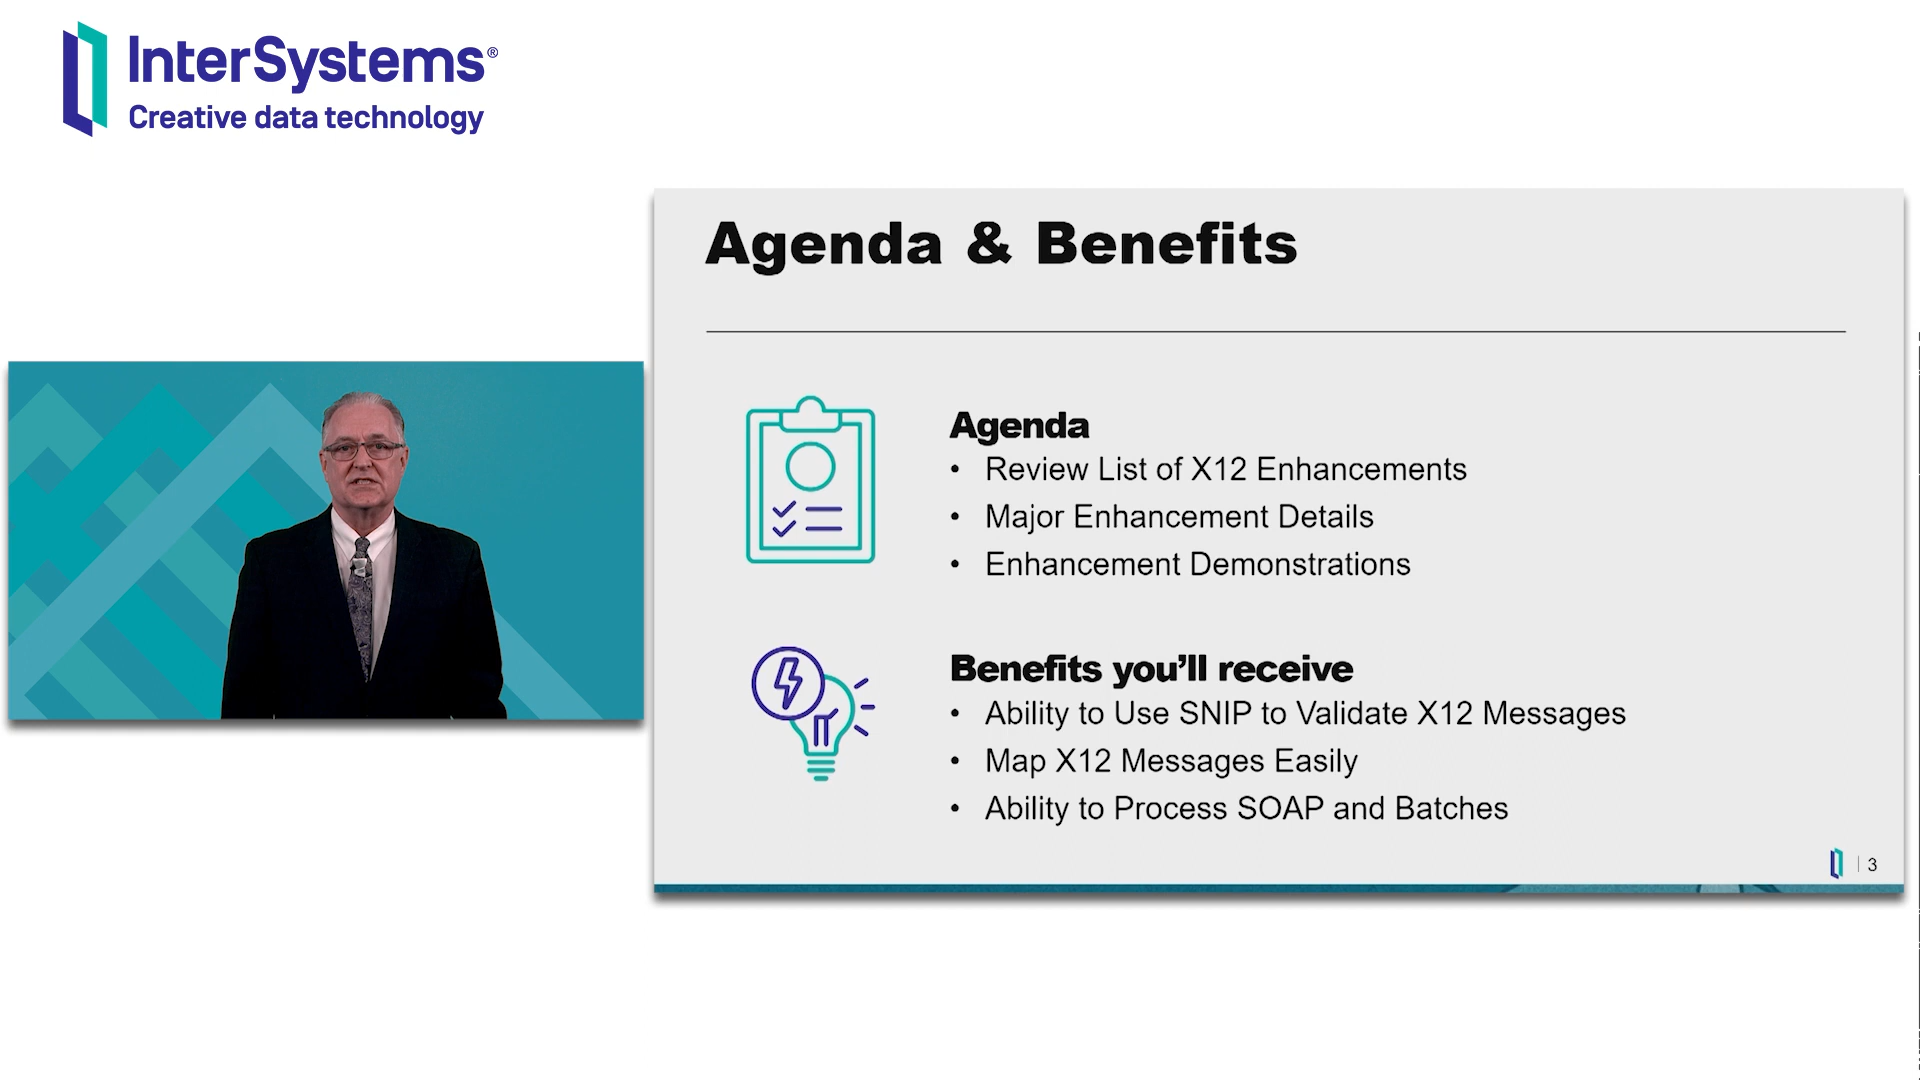 InterSystems®
Creative data technology
Agenda & Benefits
Agenda
• Review List of X12 Enhancements
• Major Enhancement Details
• Enhancement Demonstrations
Benefits you'll receive
• Ability to Use SNIP to Validate X12 Messages
• Map X12 Messages Easily
• Ability to Process SOAP and Batches
3